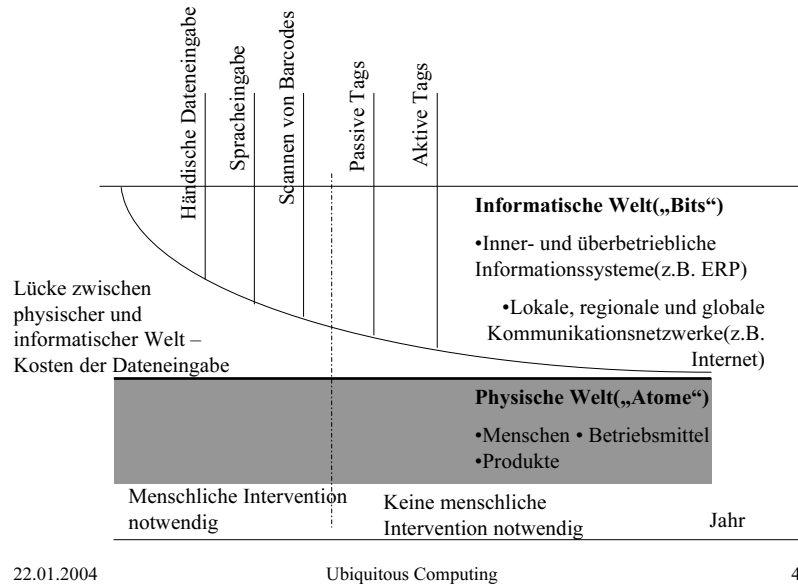 Händische Dateneingabe
Spracheingabe
Scannen von Barcodes
Passive Tags
Aktive Tags
Informatische Welt(„Bits“)
•Inner- und überbetriebliche
Informationssysteme(z.B. ERP)
•Lokale, regionale und globale
Kommunikationsnetzwerke(z.B.
Internet)
Lücke zwischen
physischer und
informatischer Welt –
Kosten der Dateneingabe
Physische Welt(„Atome“)
•Menschen • Betriebsmittel
•Produkte
Menschliche Intervention
notwendig
Keine menschliche
Intervention notwendig
Jahr
22.01.2004
Ubiquitous Computing
4